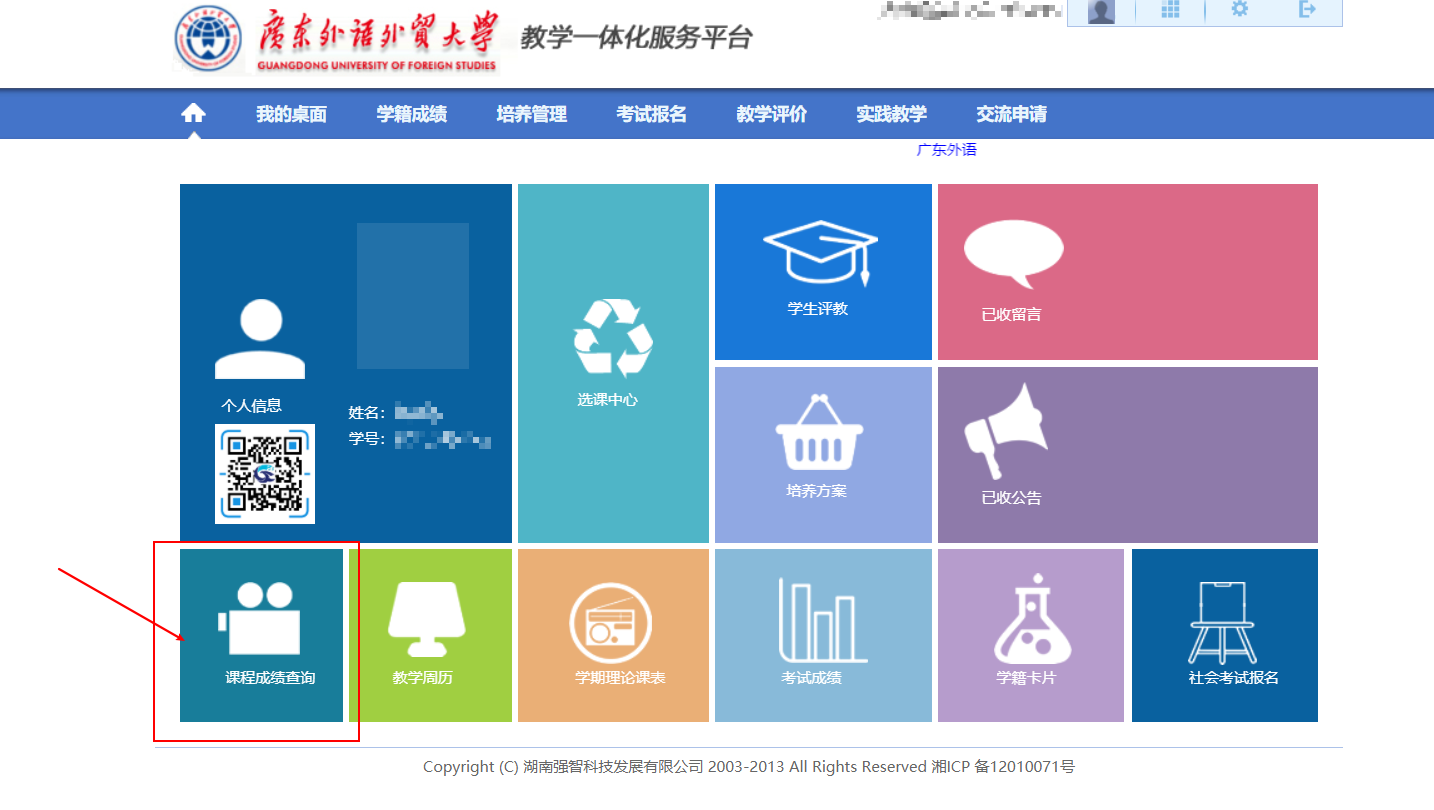 廣東外语外貿大學
GUANGDONG UNIVERSITY OF FOREIGN STUDIES
教学一体化服务平台
我的桌面 学籍成绩 培养管理 考试报名 教学评价 实践教学 交流申请
广东外语
个人信息
姓名:
学号:
选课中心
学生评教
已收留言
培养方案
已收公告
课程成绩查询
教学周历
学期理论课表
考试成绩
学籍卡片
社会考试报名
Copyright (C) 湖南强智科技发展有限公司 2003-2013 All Rights Reserved 湘ICP 备12010071号